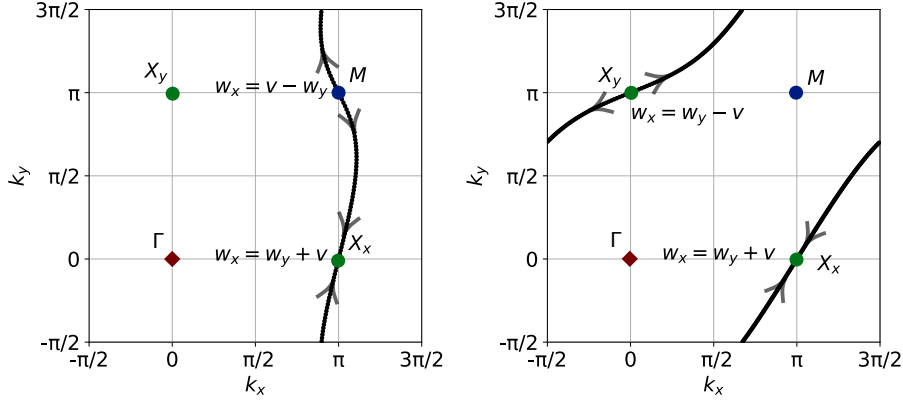 3π/2
π
π/2
0
-π/2
k_y
X_y
M
w_x = v − w_y
Γ
w_x = w_y + v
X_x
-π/2
0
π/2
π
3π/2
k_x
3π/2
π
π/2
0
-π/2
k_y
X_y
M
w_x = w_y − v
Γ
w_x = w_y + v
X_x
-π/2
0
π/2
π
3π/2
k_x